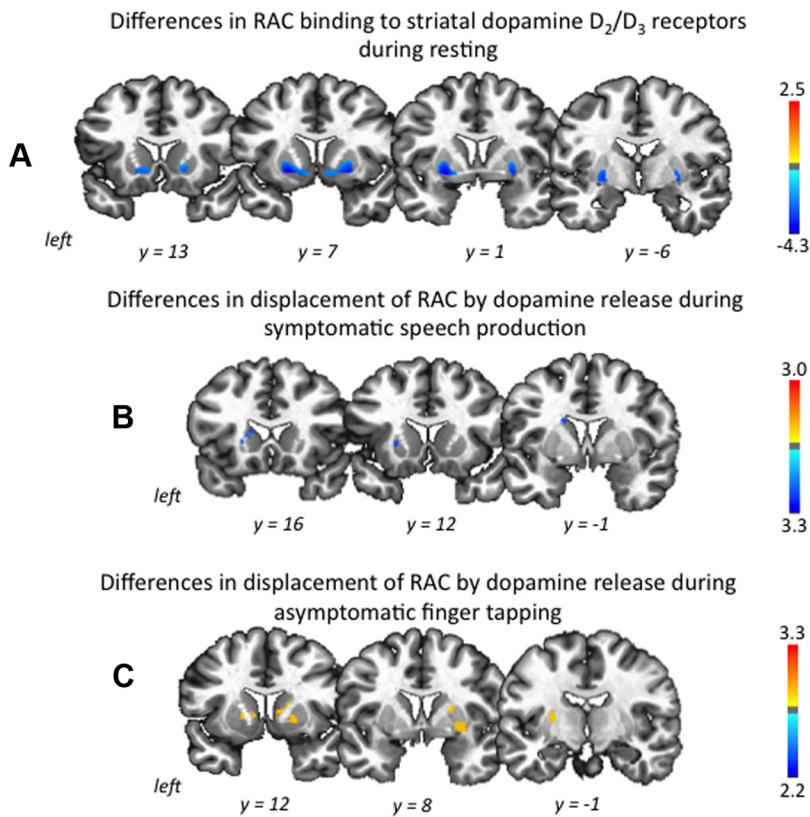 Differences in RAC binding to striatal dopamine D2/D3 receptors
during resting
2.5
A
left
y = 13
y = 7
y = 1
y = -6
-4.3
Differences in displacement of RAC by dopamine release during
symptomatic speech production
3.0
B
left
y = 16
y = 12
y = -1
3.3
Differences in displacement of RAC by dopamine release during
asymptomatic finger tapping
3.3
C
left
y = 12
y = 8
y = -1
2.2